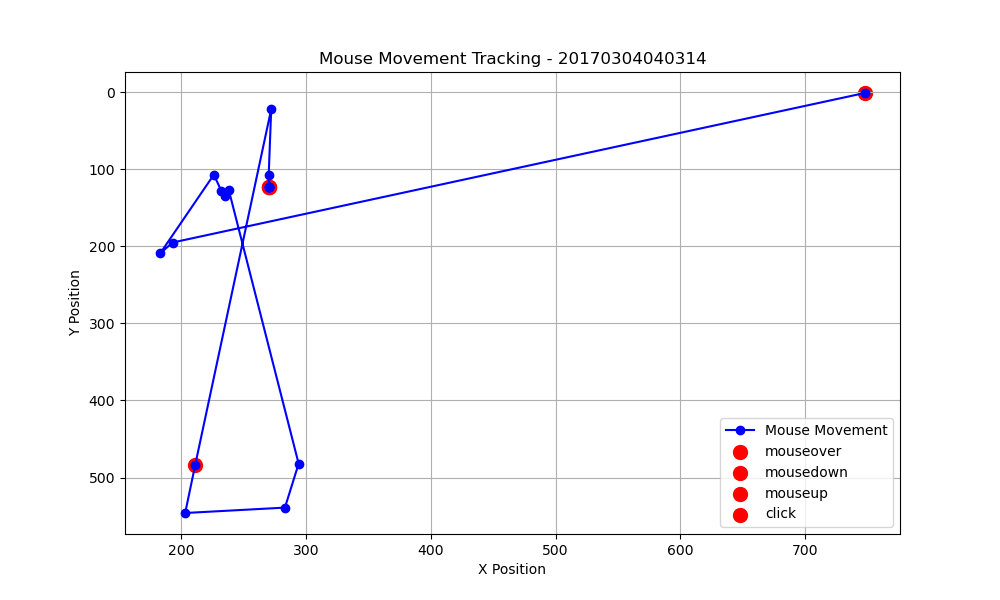 Mouse Movement Tracking - 20170304040314
0
100
200
300
400
500
Y Position
200 300 400 500 600 700
X Position
Mouse Movement
mouseover
mousedown
mouseup
click